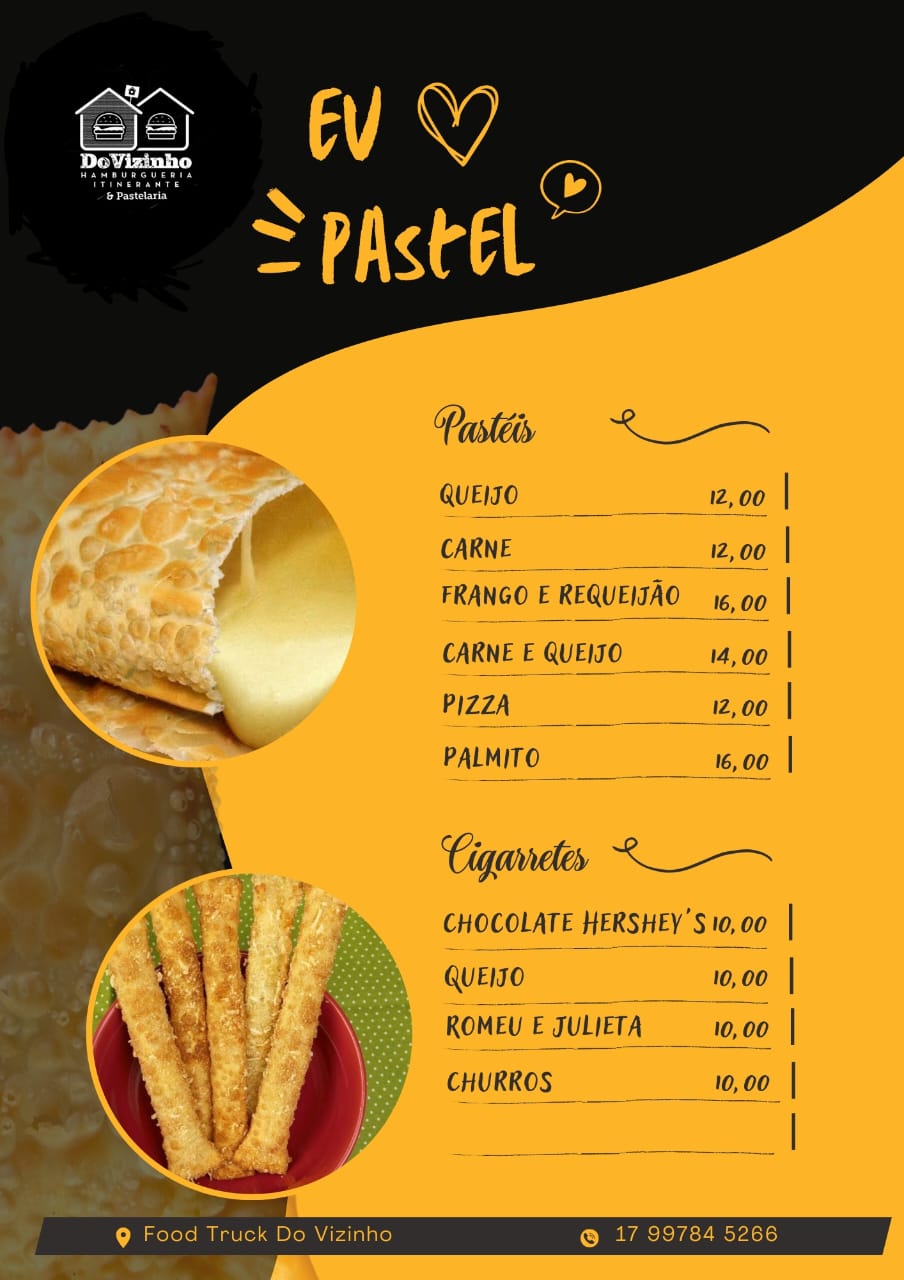 DoVizinho
HAMBURGUERIA
ITINERANTE
& Pastelaria
EU
PASTEL
Pastéis
QUEIJO 12,00
CARNE 12,00
FRANGO E REQUEIJÃO 16,00
CARNE E QUEIJO 14,00
PIZZA 12,00
PALMITO 16,00
Cigarretes
CHOCOLATE HERSHEY'S 10,00
QUEIJO 10,00
ROMEU E JULIETA 10,00
CHURROS 10,00
Food Truck Do Vizinho 17 99784 5266